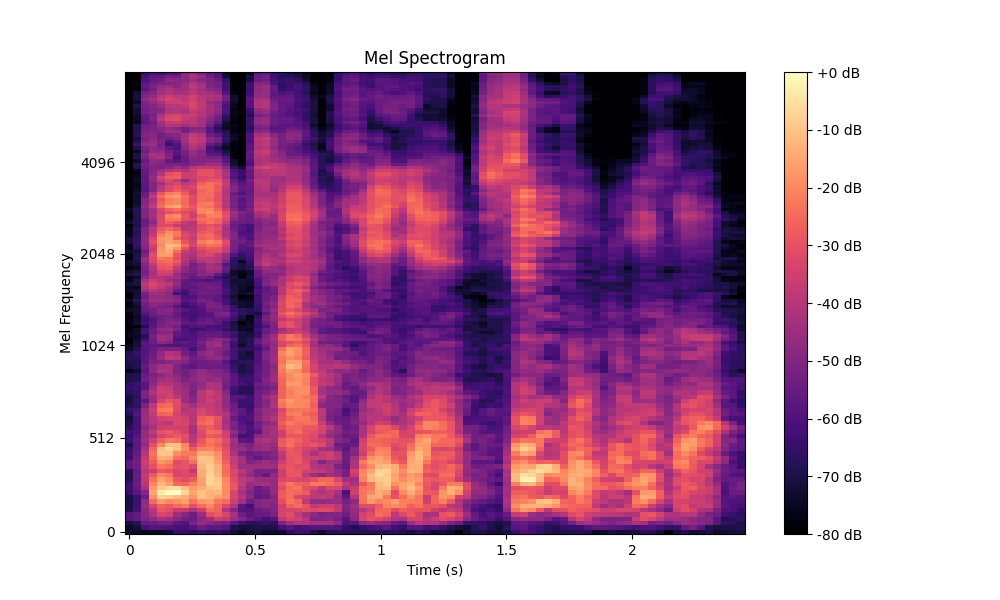 Mel Spectrogram
+0 dB
-10 dB
-20 dB
-30 dB
-40 dB
-50 dB
-60 dB
-70 dB
-80 dB
Mel Frequency
4096
2048
1024
512
0
0 0.5 1 1.5 2
Time (s)